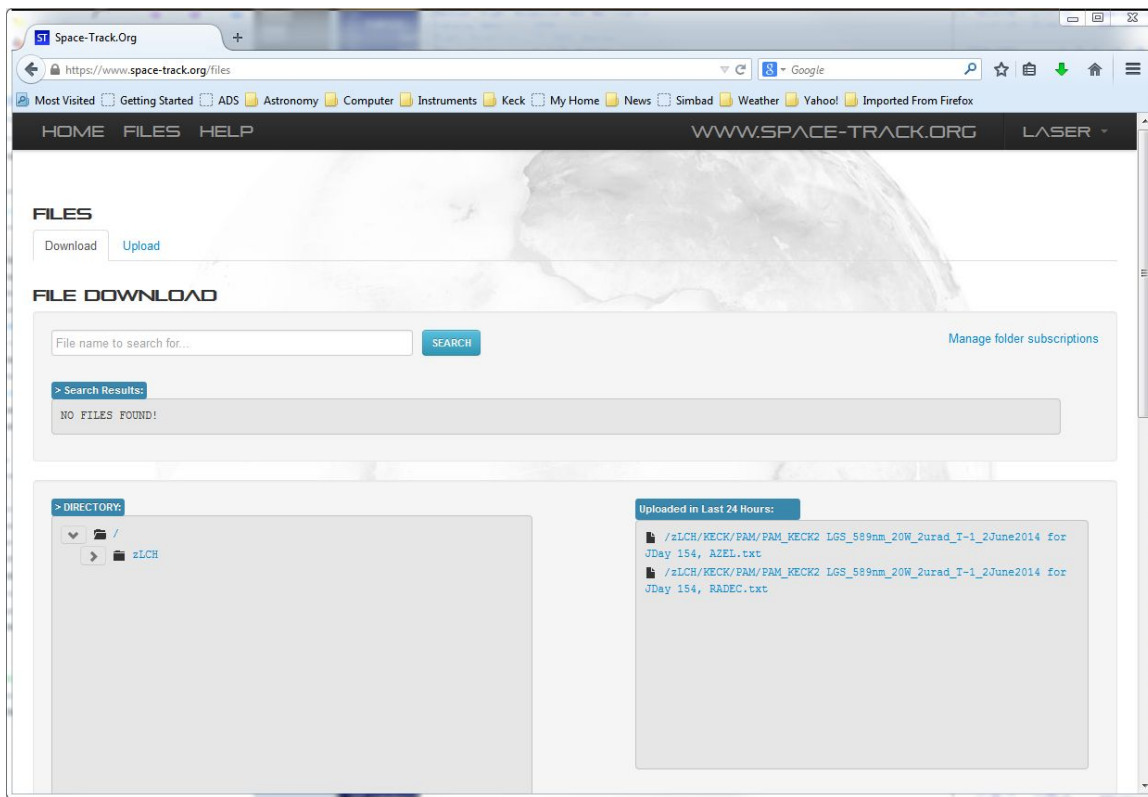 ST Space-Track.Org
+
https://www.space-track.org/files
8 Google
Most Visited Getting Started ADS Astronomy Computer Instruments Keck My Home News Simbad Weather Yahoo! Imported From Firefox
HOME FILES HELP WWW.SPACE-TRACK.ORG LASER
FILES
Download Upload
FILE DOWNLOAD
File name to search for...
SEARCH
Manage folder subscriptions
> Search Results:
NO FILES FOUND!
> DIRECTORY:
/
zLCH
Uploaded in Last 24 Hours:
/zLCH/KECK/PAM/PAM_KECK2 LGS_589nm_20W_2urad_T-1_2June2014 for
JDay 154, AZEL.txt
/zLCH/KECK/PAM/PAM_KECK2 LGS_589nm_20W_2urad_T-1_2June2014 for
JDay 154, RADEC.txt